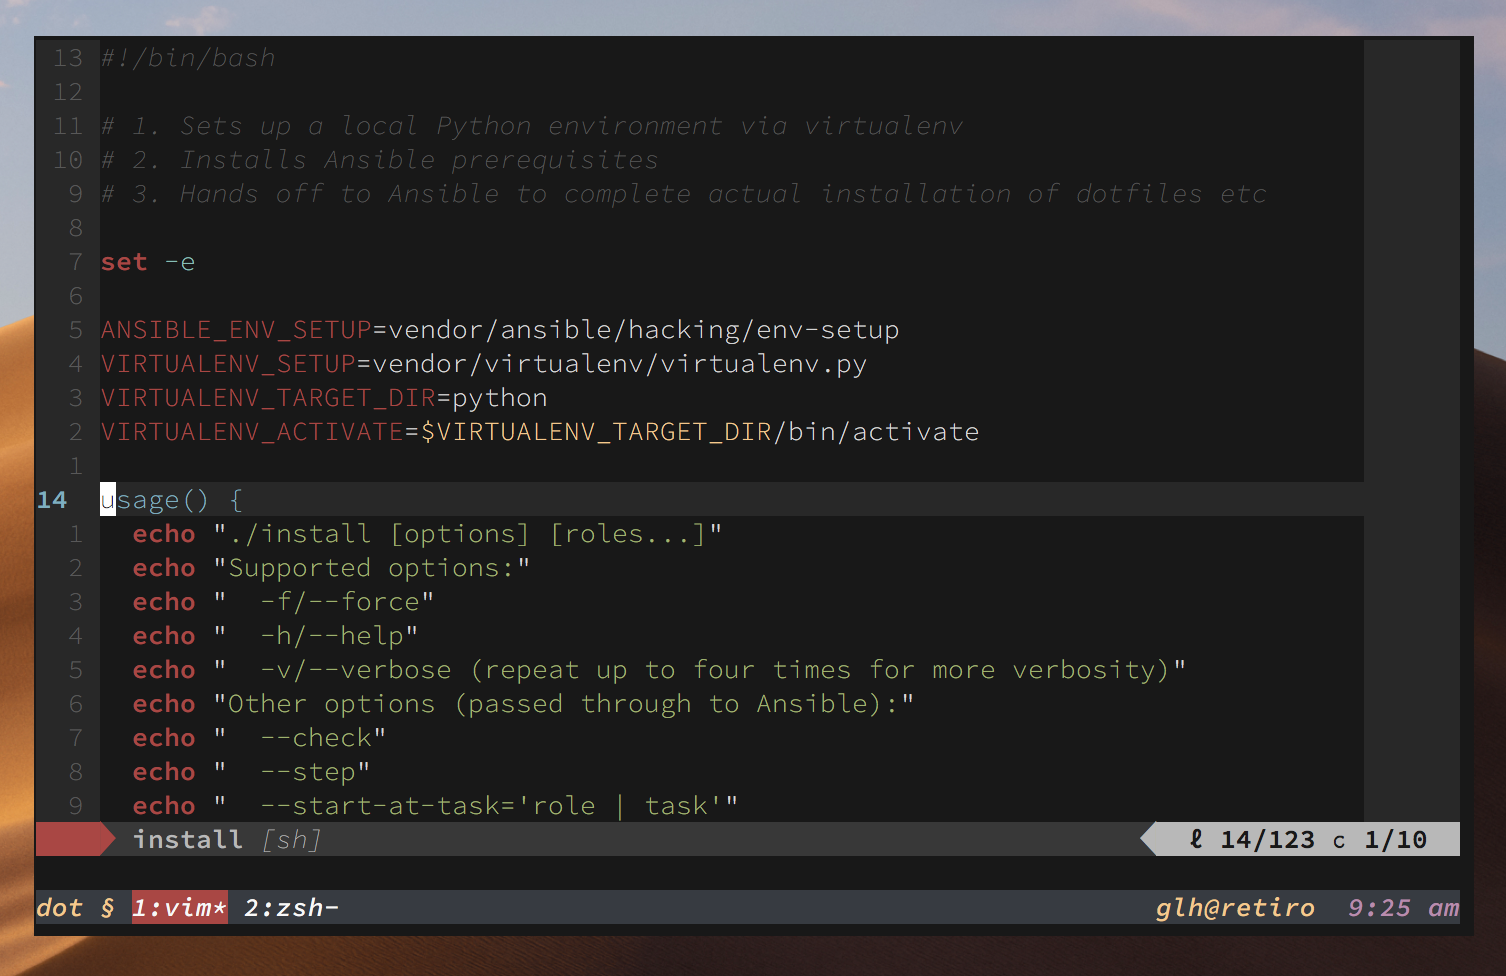 13 #!/bin/bash
12
11 # 1. Sets up a local Python environment via virtualenv
10 # 2. Installs Ansible prerequisites
9 # 3. Hands off to Ansible to complete actual installation of dotfiles etc
8
7 set -e
6
5 ANSIBLE_ENV_SETUP=vendor/ansible/hacking/env-setup
4 VIRTUALENV_SETUP=vendor/virtualenv/virtualenv.py
3 VIRTUALENV_TARGET_DIR=python
2 VIRTUALENV_ACTIVATE=$VIRTUALENV_TARGET_DIR/bin/activate
1
14 usage() {
1   echo "./install [options] [roles...]"
2   echo "Supported options:"
3   echo "  -f/--force"
4   echo "  -h/--help"
5   echo "  -v/--verbose (repeat up to four times for more verbosity)"
6   echo "Other options (passed through to Ansible):"
7   echo "  --check"
8   echo "  --step"
9   echo "  --start-at-task='role | task'"
install [sh] ℓ 14/123 c 1/10
dot § 1:vim* 2:zsh- glh@retiro 9:25 am